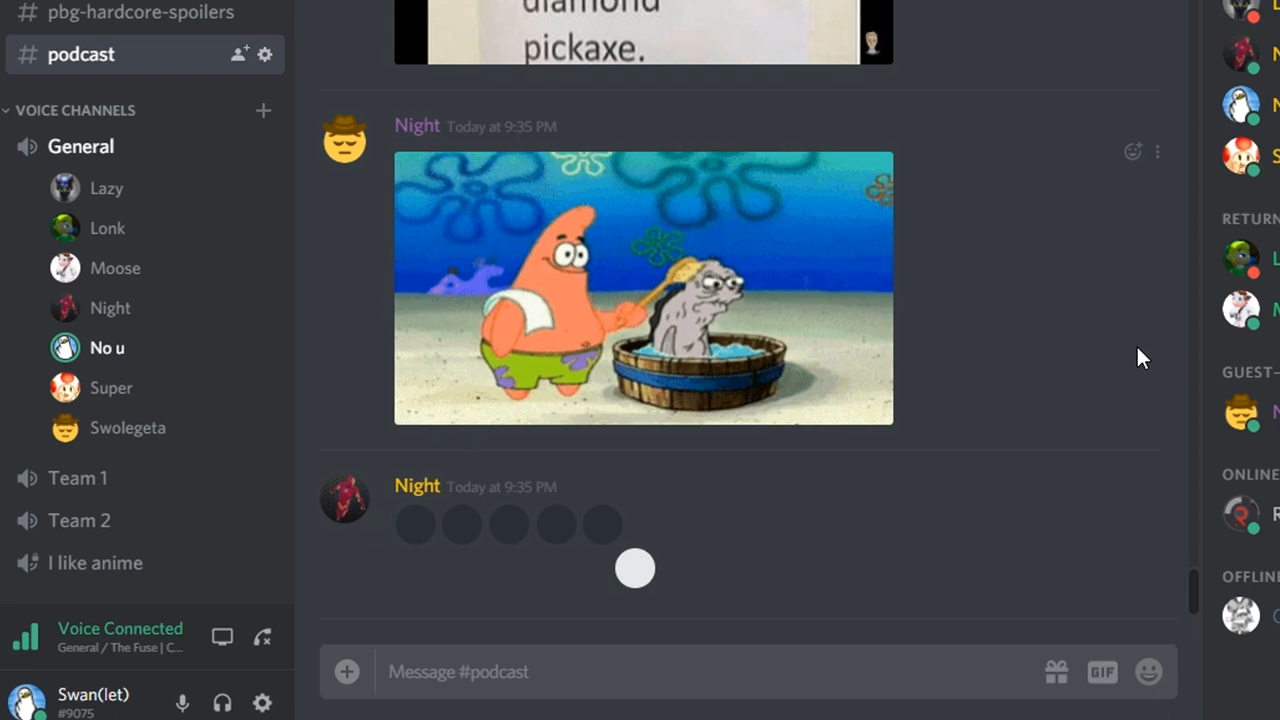 # pbg-hardcore-spoilers
# podcast
VOICE CHANNELS
General
Lazy
Lonk
Moose
Night
No u
Super
Swolegeta
Team 1
Team 2
I like anime
Voice Connected
General / The Fuse | C...
Swan(let)
#9075
diamond
pickaxe.
Night Today at 9:35 PM
Night Today at 9:35 PM
Message #podcast
GIF
N
N
S
RETURN
L
M
GUEST-
N
ONLINE
R
OFFLIN